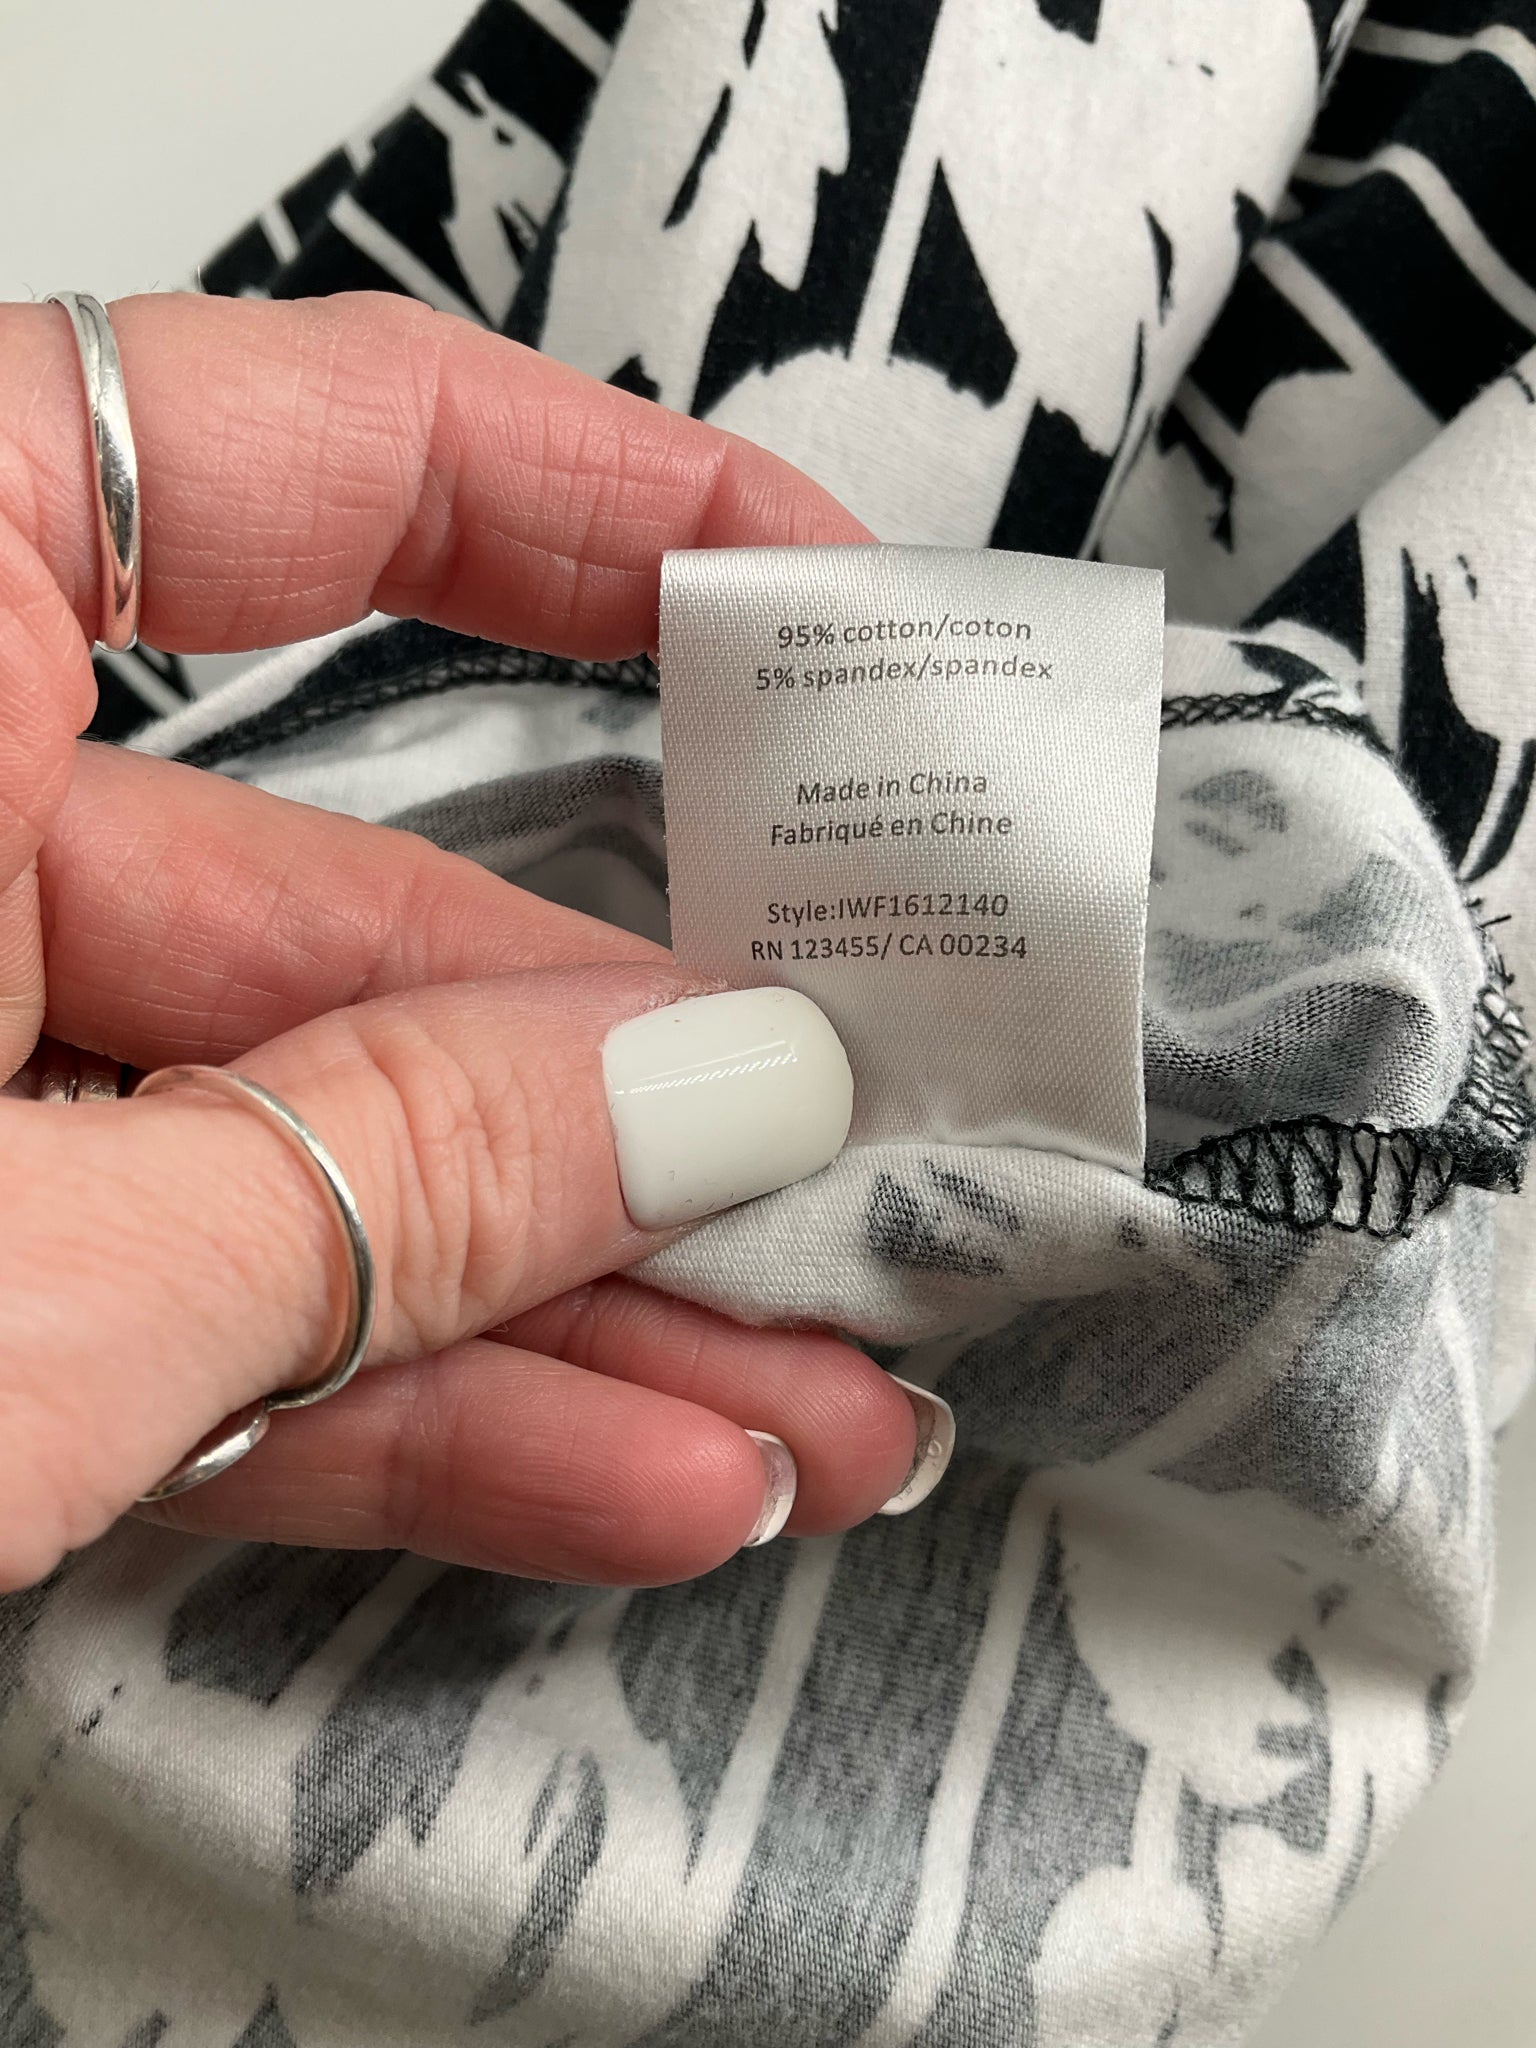 95% cotton/coton
5% spandex/spandex
Made in China
Fabriqué en Chine
Style:IWF1612140
RN 123455/ CA 00234